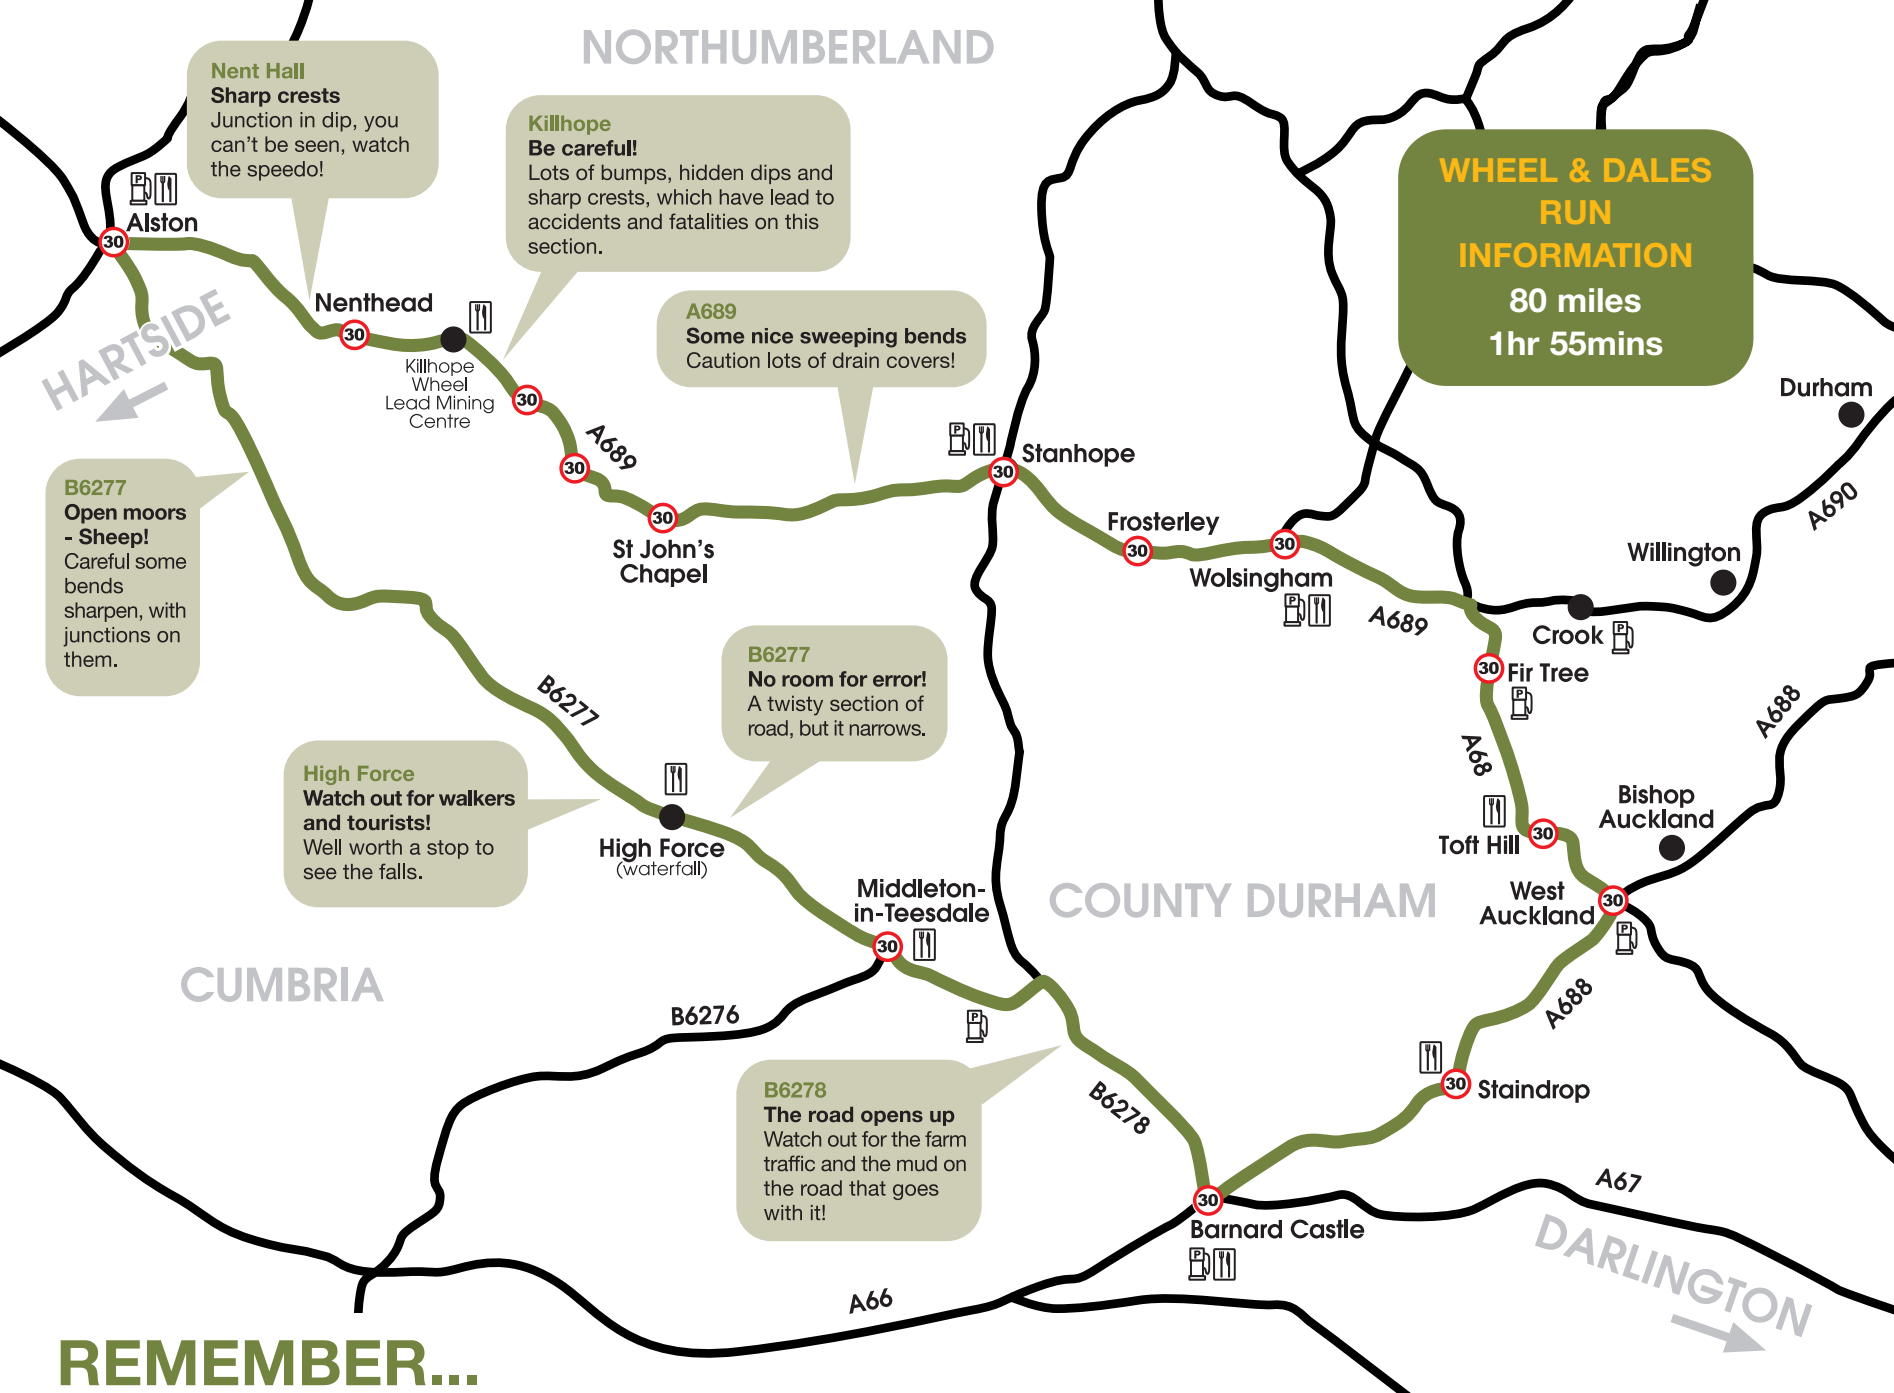 NORTHUMBERLAND
Nent Hall
Sharp crests
Junction in dip, you
can't be seen, watch
the speedo!
Killhope
Be careful!
Lots of bumps, hidden dips and
sharp crests, which have lead to
accidents and fatalities on this
section.
WHEEL & DALES
RUN
INFORMATION
80 miles
1hr 55mins
P
Alston
30
HARTSIDE
Nenthead
30
Killhope
Wheel
Lead Mining
Centre
30
A689
Some nice sweeping bends
Caution lots of drain covers!
Durham
A689
30
30
St John's
Chapel
P
Stanhope
30
Frosterley
30
30
Wolsingham
P
A689
Willington
A690
Crook
P
B6277
Open moors
- Sheep!
Careful some
bends
sharpen, with
junctions on
them.
30
Fir Tree
P
A68
A688
B6277
B6277
No room for error!
A twisty section of
road, but it narrows.
High Force
Watch out for walkers
and tourists!
Well worth a stop to
see the falls.
High Force
(waterfall)
Bishop
Auckland
30
Toft Hill
West
Auckland
30
P
Middleton-
in-Teesdale
30
COUNTY DURHAM
CUMBRIA
B6276
P
A688
B6278
The road opens up
Watch out for the farm
traffic and the mud on
the road that goes
with it!
B6278
30
Staindrop
A67
30
Barnard Castle
P
DARLINGTON
A66
REMEMBER...